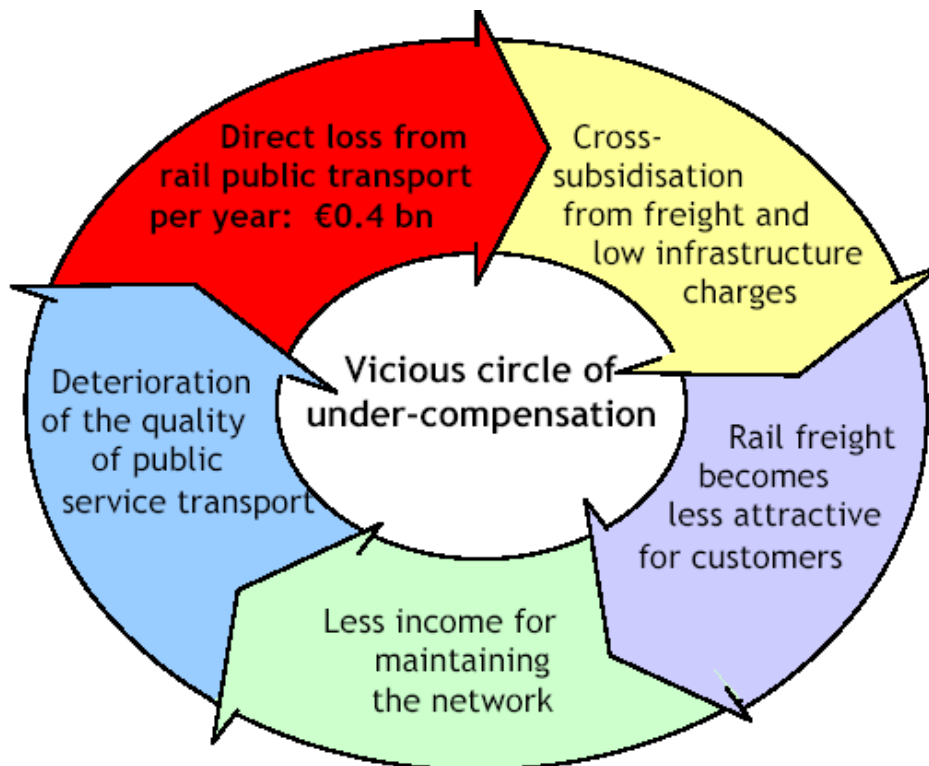 Direct loss from
rail public transport
per year: €0.4 bn
Cross-
subsidisation
from freight and
low infrastructure
charges
Rail freight
becomes
less attractive
for customers
Less income for
maintaining
the network
Deterioration
of the quality
of public
service transport
Vicious circle of
under-compensation